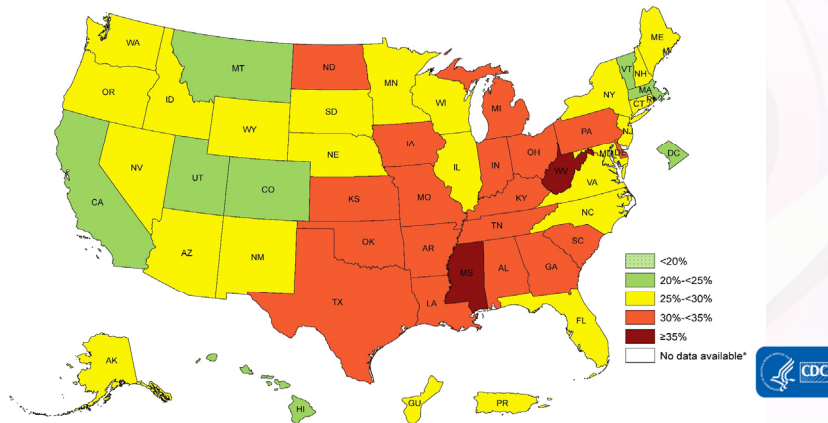 WA
ME
MT
ND
VT
NH
OR
MN
MA
ID
WI
NY
CT
SD
MI
WY
PA
NJ
IA
NE
OH
MD
DE
DC
NV
IL
IN
WV
UT
VA
CO
CA
KS
MO
KY
NC
TN
OK
AZ
NM
AR
SC
MS
AL
GA
TX
LA
FL
AK
HI
GU
PR
<20%
20%-<25%
25%-<30%
30%-<35%
≥35%
No data available*
CDC